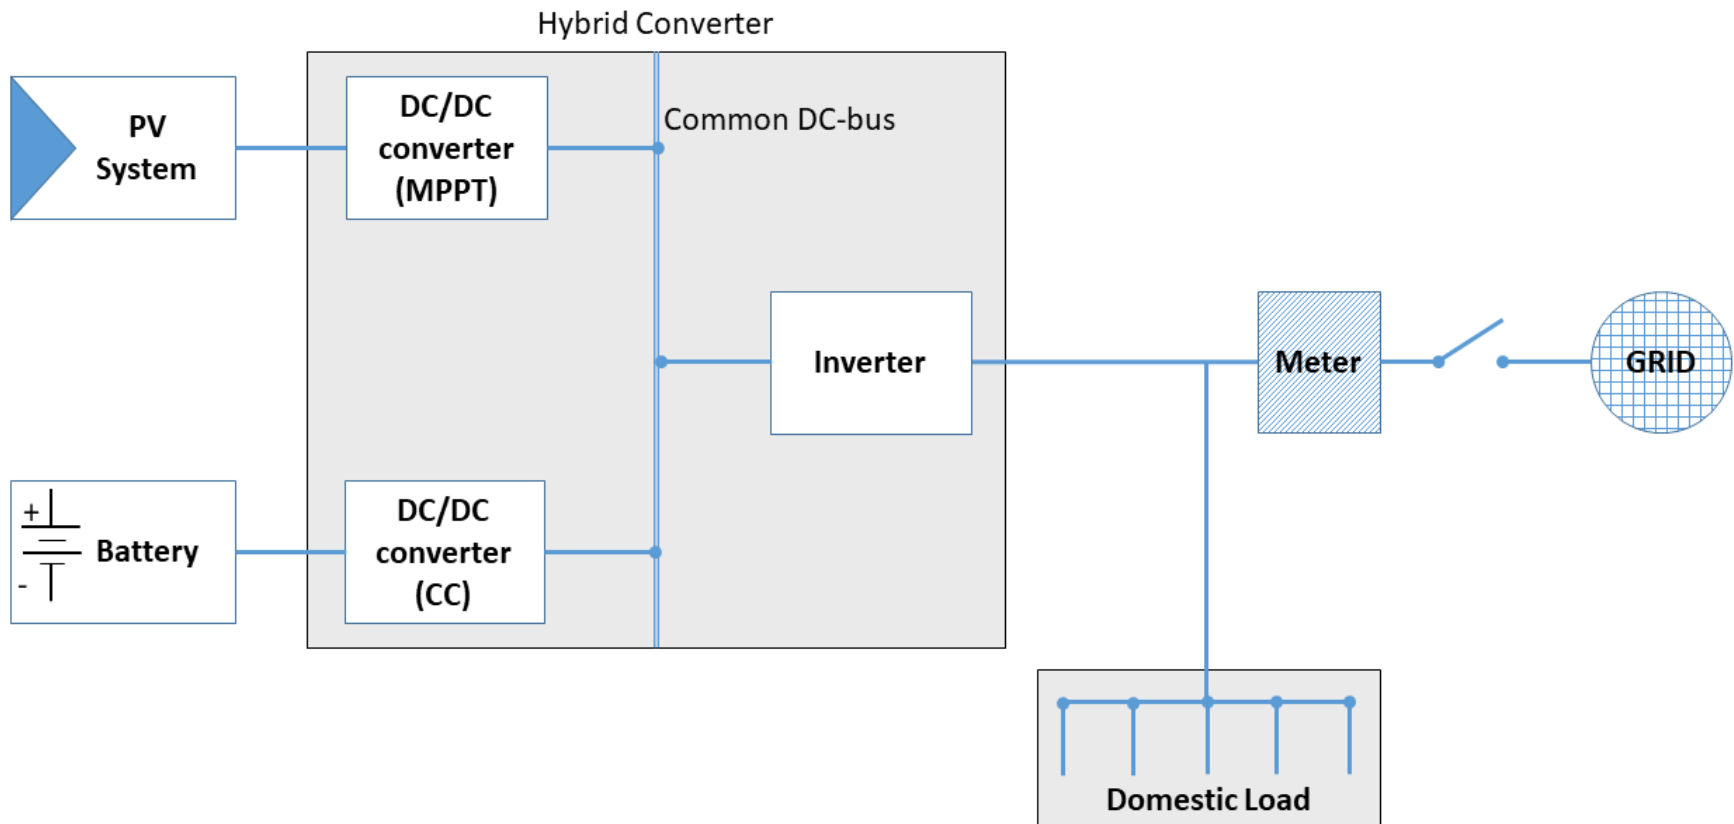 Hybrid Converter
PV
System
DC/DC
converter
(MPPT)
Common DC-bus
Inverter
Meter
GRID
+
-
Battery
DC/DC
converter
(CC)
Domestic Load